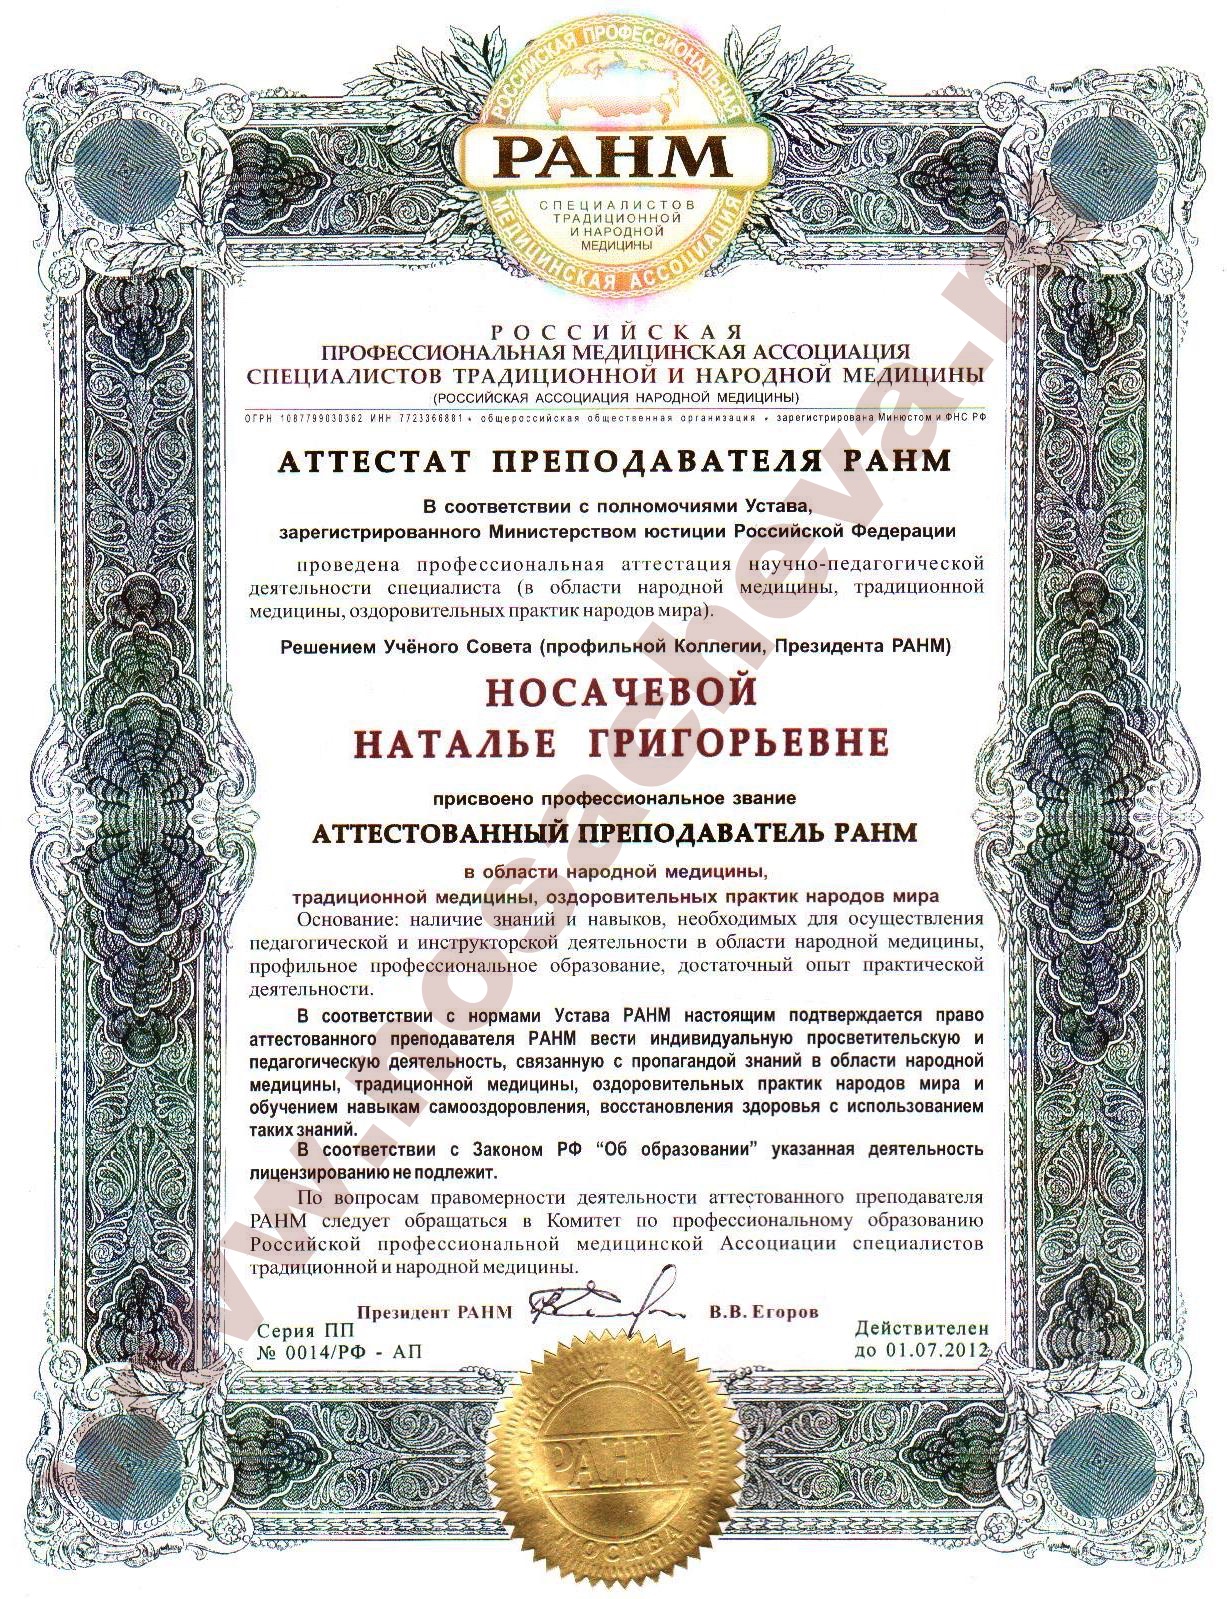 РОССИЙСКАЯ ПРОФЕССИОНАЛЬНАЯ
РАНМ
СПЕЦИАЛИСТОВ
ТРАДИЦИОННОЙ
И НАРОДНОЙ
МЕДИЦИНЫ
МЕДИЦИНСКАЯ АССОЦИАЦИЯ
РОССИЙСКАЯ
ПРОФЕССИОНАЛЬНАЯ МЕДИЦИНСКАЯ АССОЦИАЦИЯ
СПЕЦИАЛИСТОВ ТРАДИЦИОННОЙ И НАРОДНОЙ МЕДИЦИНЫ
(РОССИЙСКАЯ АССОЦИАЦИЯ НАРОДНОЙ МЕДИЦИНЫ)
ОГРН 1087799030362 ИНН 7723366881 • общероссийская общественная организация • зарегистрирована Минюстом и ФНС РФ
АТТЕСТАТ ПРЕПОДАВАТЕЛЯ РАНМ
В соответствии с полномочиями Устава,
зарегистрированного Министерством юстиции Российской Федерации
проведена профессиональная аттестация научно-педагогической
деятельности специалиста (в области народной медицины, традиционной
медицины, оздоровительных практик народов мира).
Решением Учёного Совета (профильной Коллегии, Президента РАНМ)
НОСАЧЕВОЙ
НАТАЛЬЕ ГРИГОРЬЕВНЕ
присвоено профессиональное звание
АТТЕСТОВАННЫЙ ПРЕПОДАВАТЕЛЬ РАНМ
в области народной медицины,
традиционной медицины, оздоровительных практик народов мира
Основание: наличие знаний и навыков, необходимых для осуществления
педагогической и инструкторской деятельности в области народной медицины,
профильное профессиональное образование, достаточный опыт практической
деятельности.
В соответствии с нормами Устава РАНМ настоящим подтверждается право
аттестованного преподавателя РАНМ вести индивидуальную просветительскую и
педагогическую деятельность, связанную с пропагандой знаний в области народной
медицины, традиционной медицины, оздоровительных практик народов мира и
обучением навыкам самооздоровления, восстановления здоровья с использованием
таких знаний.
В соответствии с Законом РФ “Об образовании” указанная деятельность
лицензированию не подлежит.
По вопросам правомерности деятельности аттестованного преподавателя
РАНМ следует обращаться в Комитет по профессиональному образованию
Российской профессиональной медицинской Ассоциации специалистов
традиционной и народной медицины.
Президент РАНМ В.В. Егоров
Серия ПП
№ 0014/РФ - АП
Действителен
до 01.07.2012
РАНМ
МОСКВА
www.nosacheva.r